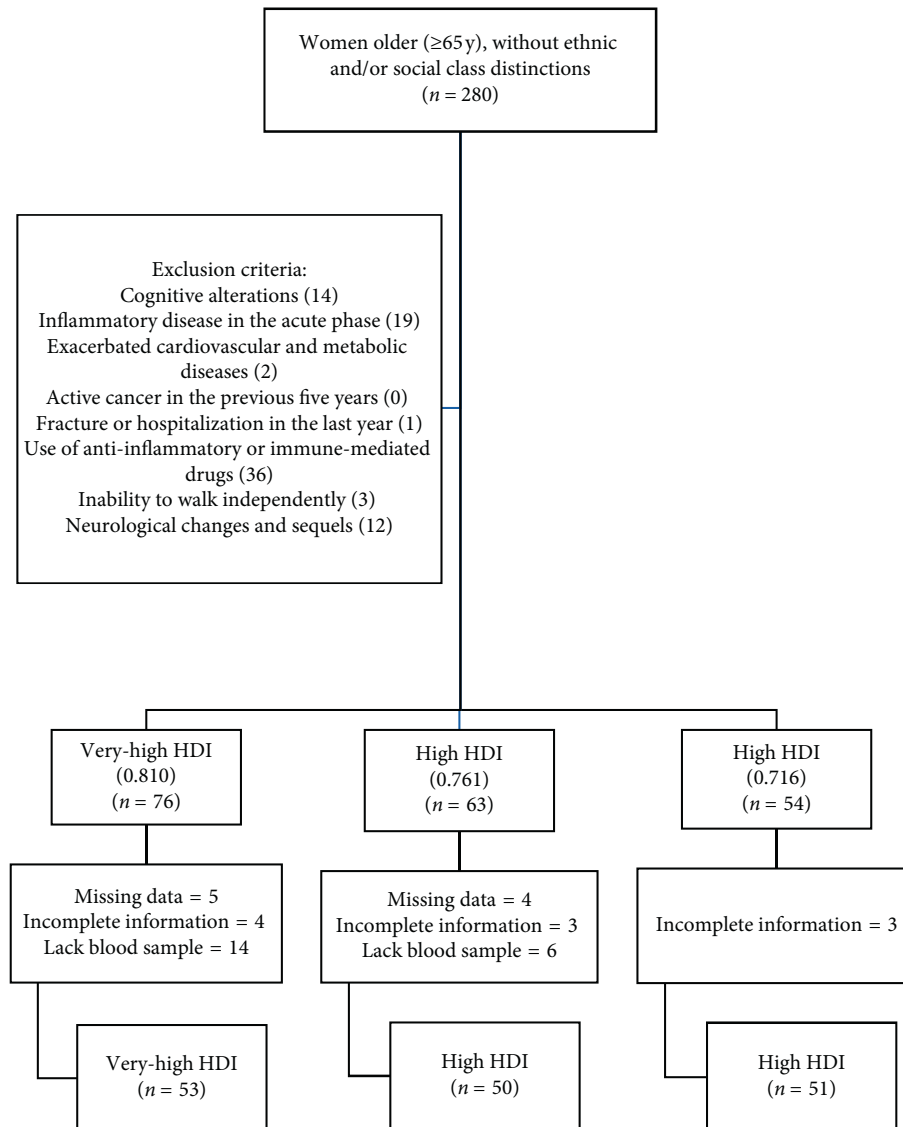 Women older (≥65 y), without ethnic
and/or social class distinctions
(n = 280)
Exclusion criteria:
Cognitive alterations (14)
Inflammatory disease in the acute phase (19)
Exacerbated cardiovascular and metabolic
diseases (2)
Active cancer in the previous five years (0)
Fracture or hospitalization in the last year (1)
Use of anti-inflammatory or immune-mediated
drugs (36)
Inability to walk independently (3)
Neurological changes and sequels (12)
Very-high HDI
(0.810)
(n = 76)
High HDI
(0.761)
(n = 63)
High HDI
(0.716)
(n = 54)
Missing data = 5
Incomplete information = 4
Lack blood sample = 14
Missing data = 4
Incomplete information = 3
Lack blood sample = 6
Incomplete information = 3
Very-high HDI
(n = 53)
High HDI
(n = 50)
High HDI
(n = 51)